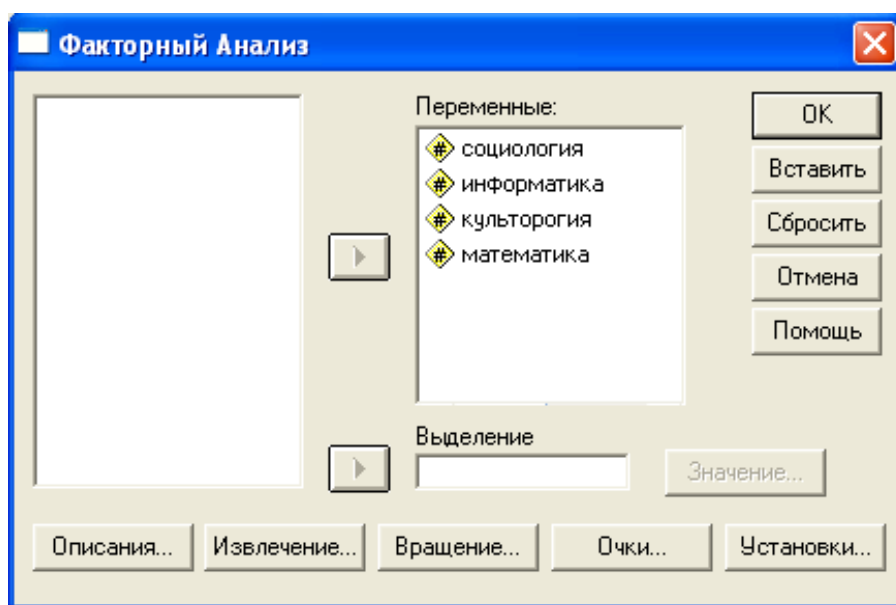 Факторный Анализ
Переменные:
социология
информатика
культорогия
математика
OK
Вставить
Сбросить
Отмена
Помощь
Выделение
Значение...
Описания...
Извлечение...
Вращение...
Очки...
Установки...